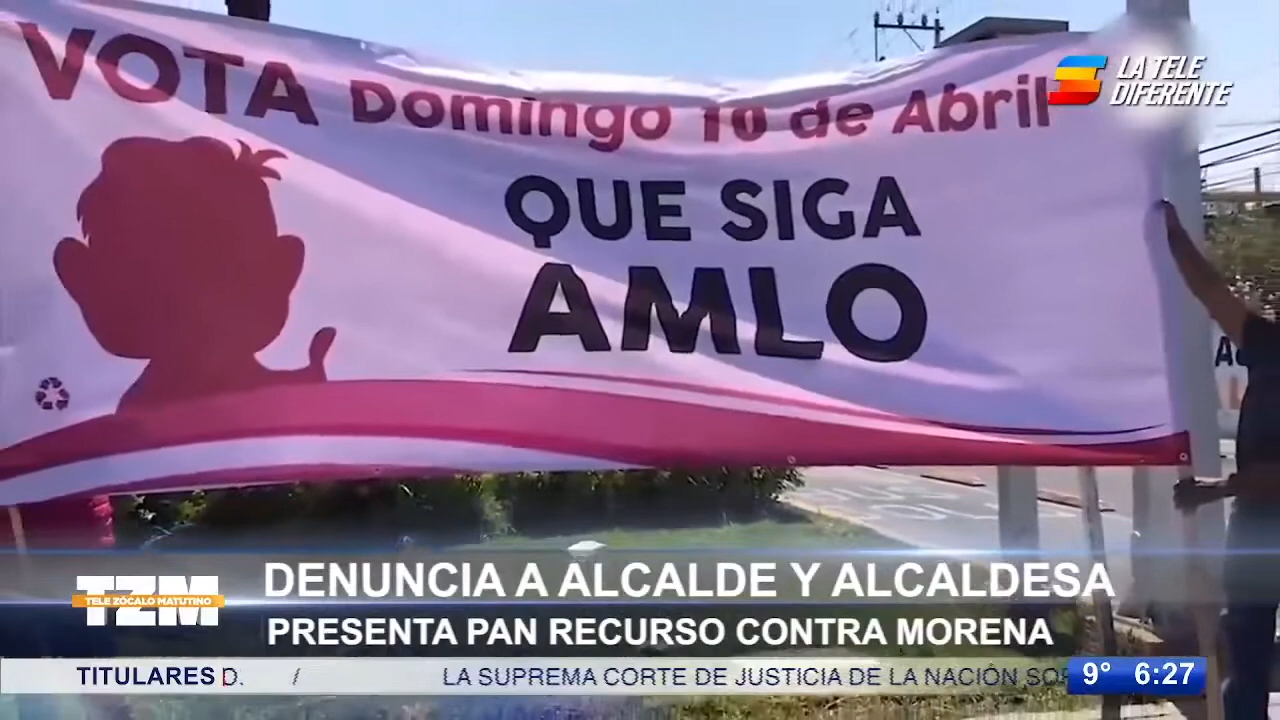 VOTA Domingo 10 de Abril
QUE SIGA
AMLO
LA TELE
DIFERENTE
TZM
TELE ZÓCALO MATUTINO
DENUNCIA A ALCALDE Y ALCALDESA
PRESENTA PAN RECURSO CONTRA MORENA
TITULARES D. / LA SUPREMA CORTE DE JUSTICIA DE LA NACIÓN
9° 6:27